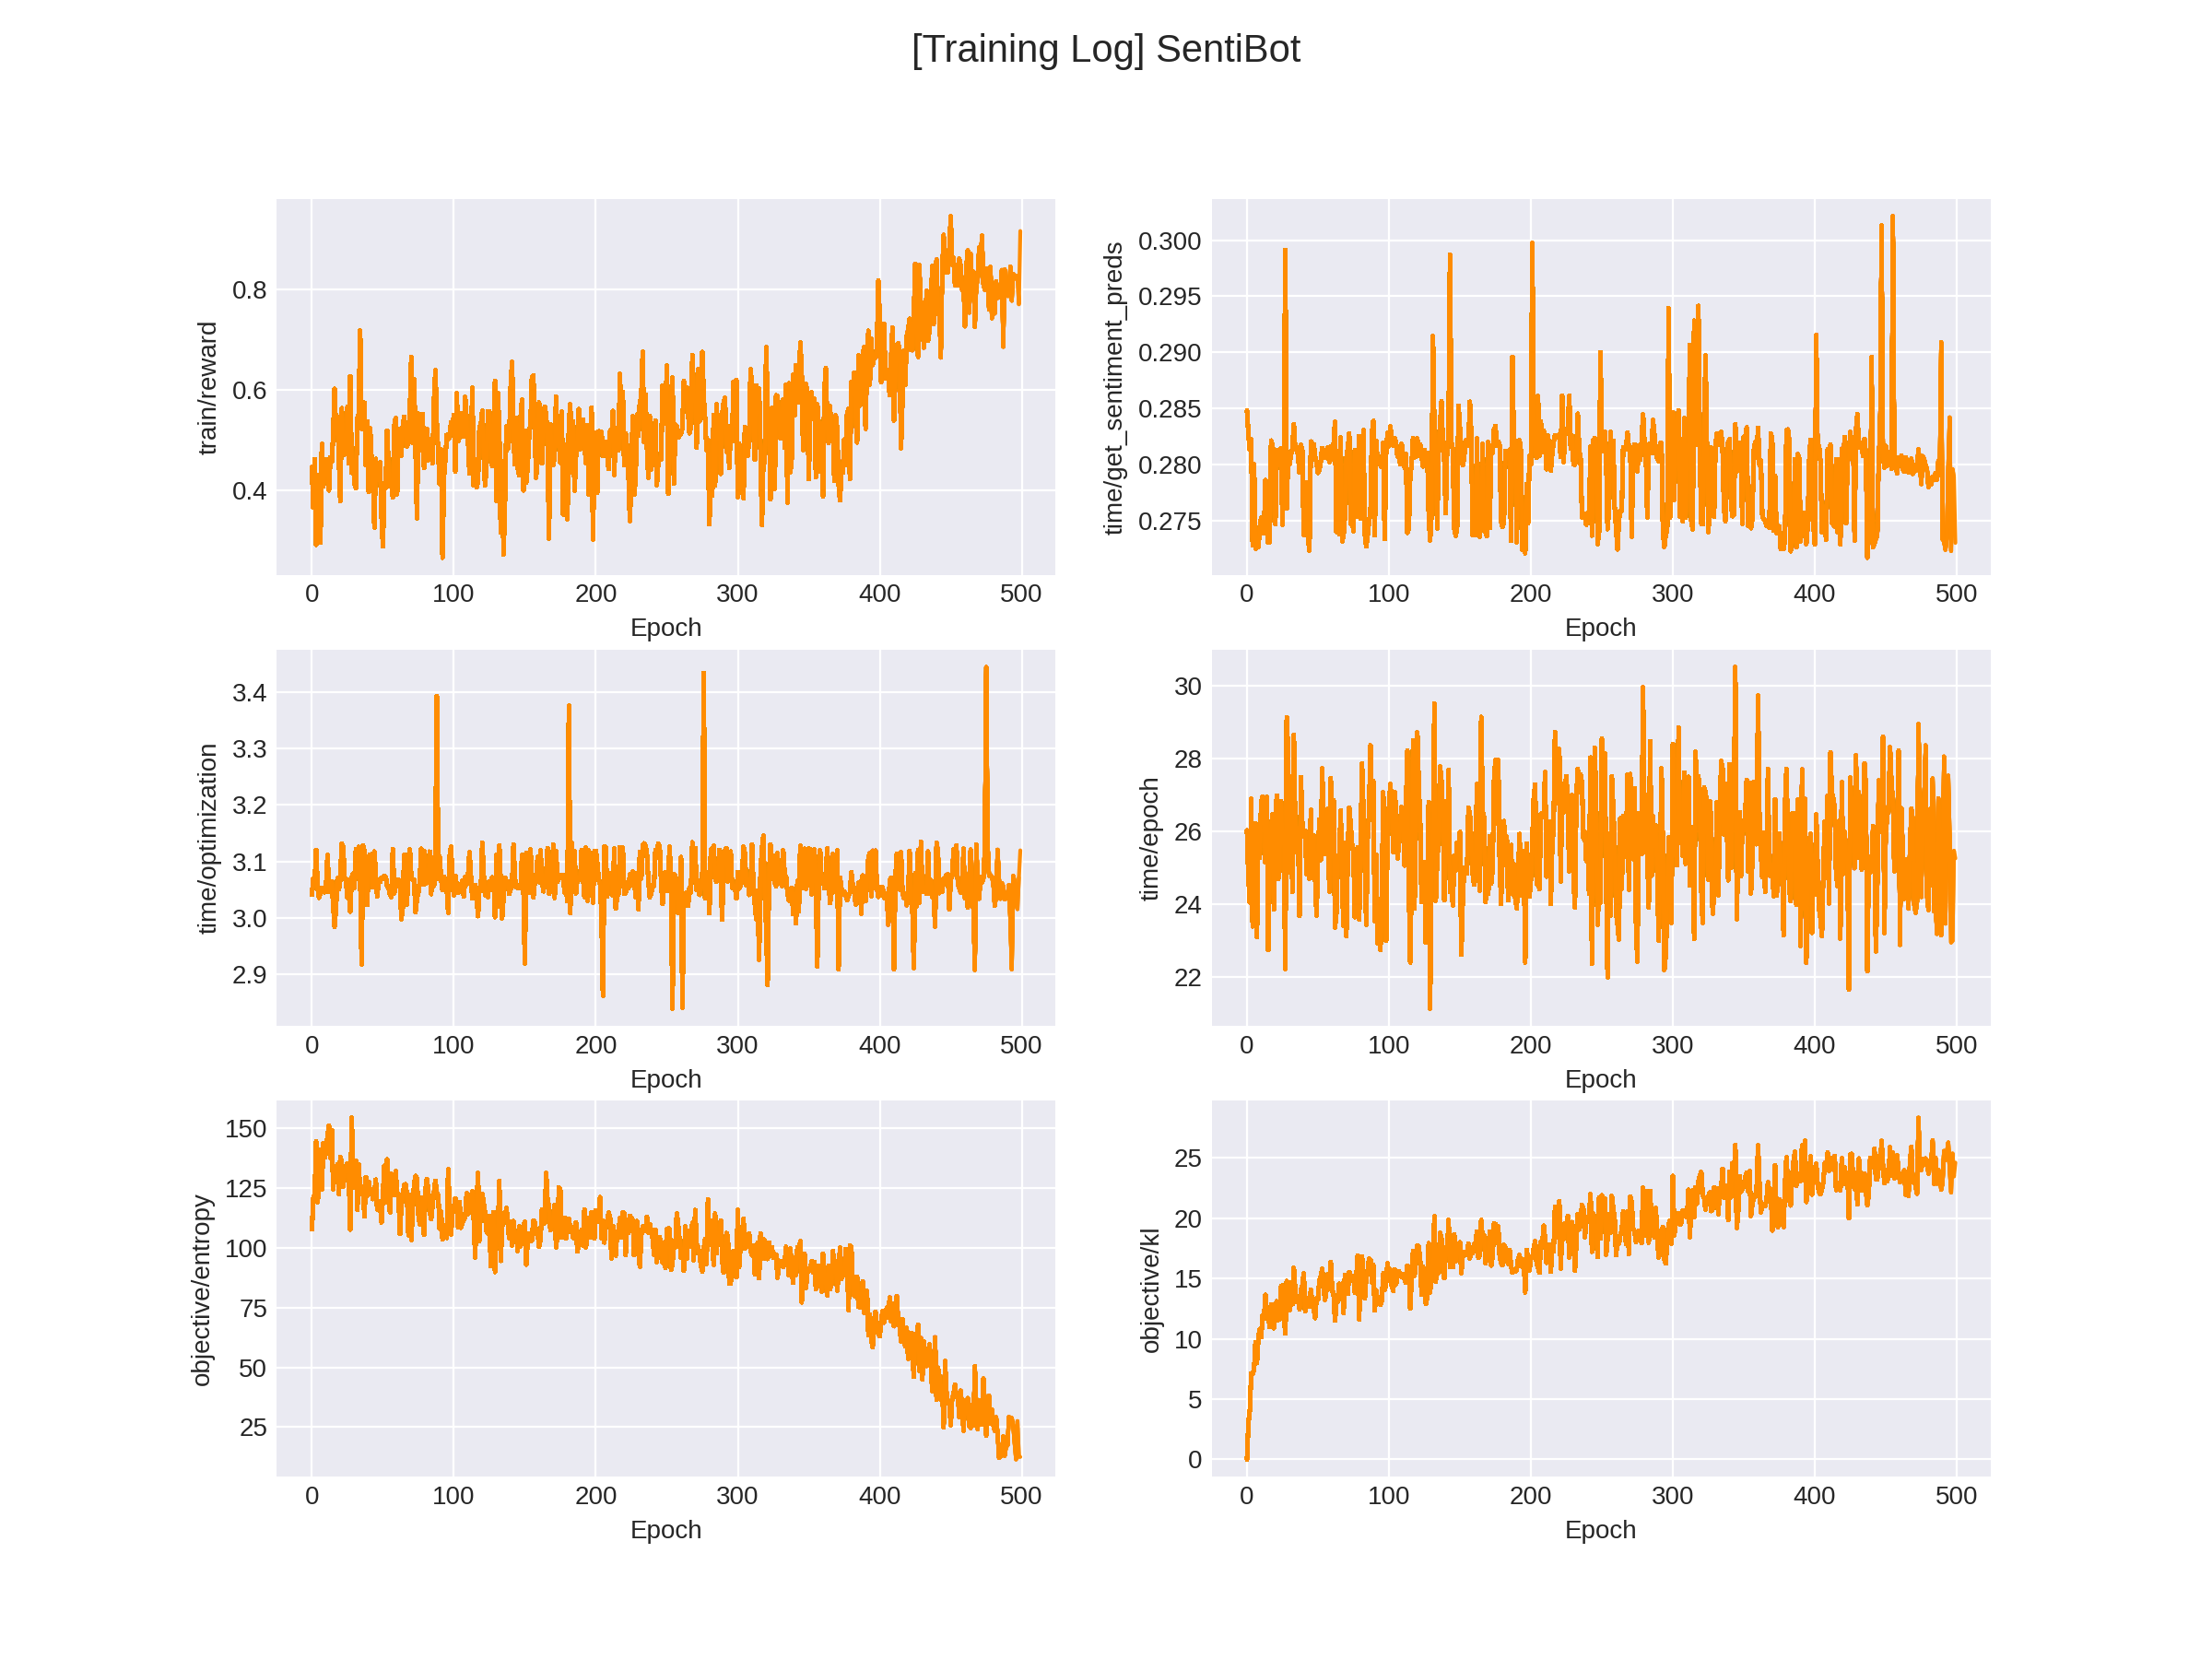 [Training Log] SentiBot
train/reward
0.8
0.6
0.4
0 100 200 300 400 500
Epoch
time/get_sentiment_preds
0.300
0.295
0.290
0.285
0.280
0.275
0 100 200 300 400 500
Epoch
time/optimization
3.4
3.3
3.2
3.1
3.0
2.9
0 100 200 300 400 500
Epoch
time/epoch
30
28
26
24
22
0 100 200 300 400 500
Epoch
objective/entropy
150
125
100
75
50
25
0 100 200 300 400 500
Epoch
objective/kl
25
20
15
10
5
0
0 100 200 300 400 500
Epoch